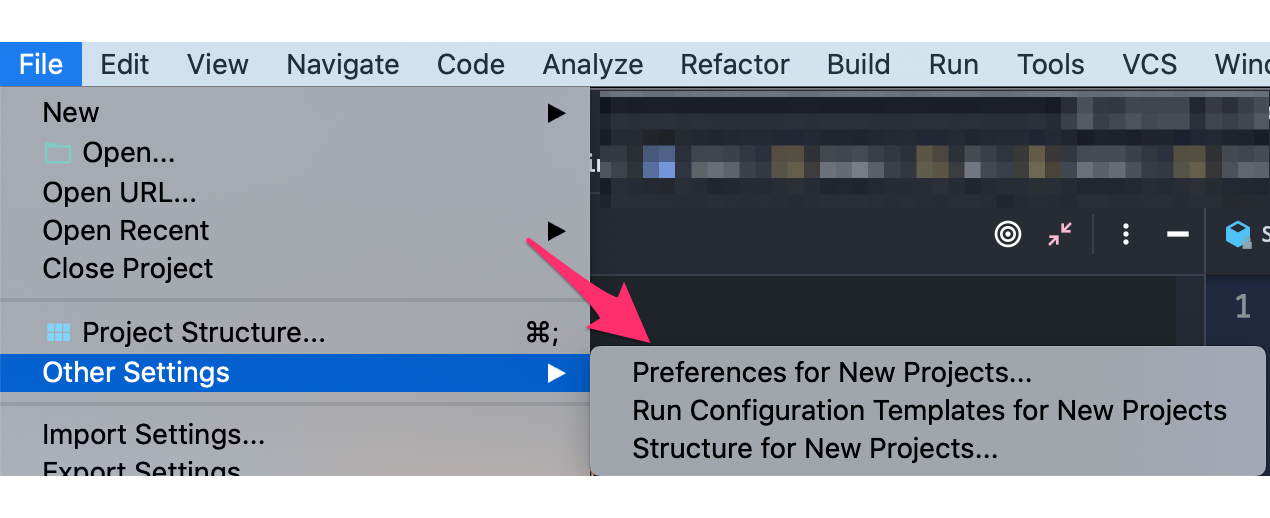 File Edit View Navigate Code Analyze Refactor Build Run Tools VCS
New
Open...
Open URL...
Open Recent
Close Project
1
Project Structure... ⌘;
Other Settings
Preferences for New Projects...
Run Configuration Templates for New Projects
Structure for New Projects...
Import Settings...
Export Settings